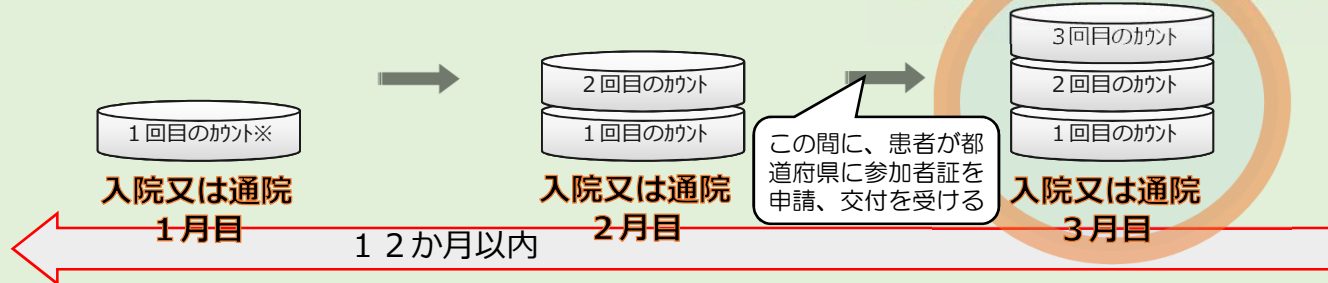 １回目のカウント※
入院又は通院
１月目
２回目のカウント
１回目のカウント
入院又は通院
２月目
この間に、患者が都
道府県に参加者証を
申請、交付を受ける
３回目のカウント
２回目のカウント
１回目のカウント
入院又は通院
３月目
１２か月以内